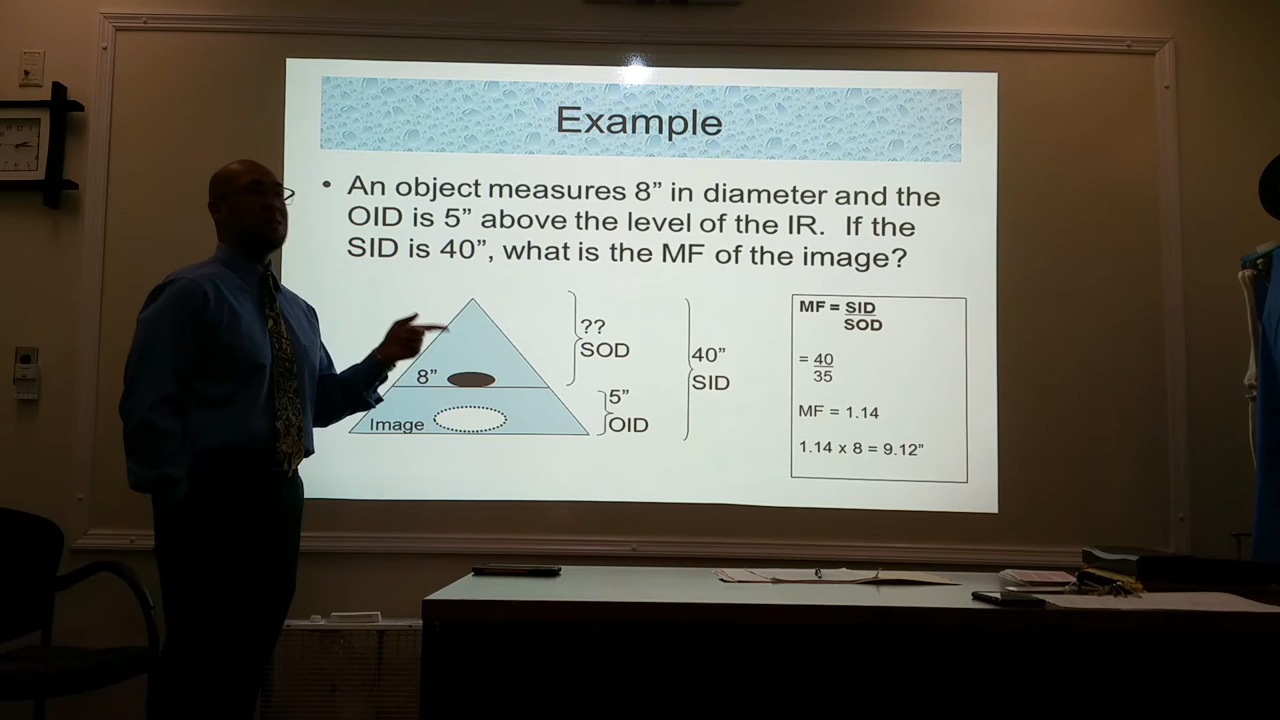 Example
• An object measures 8” in diameter and the
OID is 5” above the level of the IR. If the
SID is 40”, what is the MF of the image?
??
SOD
8”
Image
5”
OID
40”
SID
MF = SID
SOD
= 40
35
MF = 1.14
1.14 x 8 = 9.12”